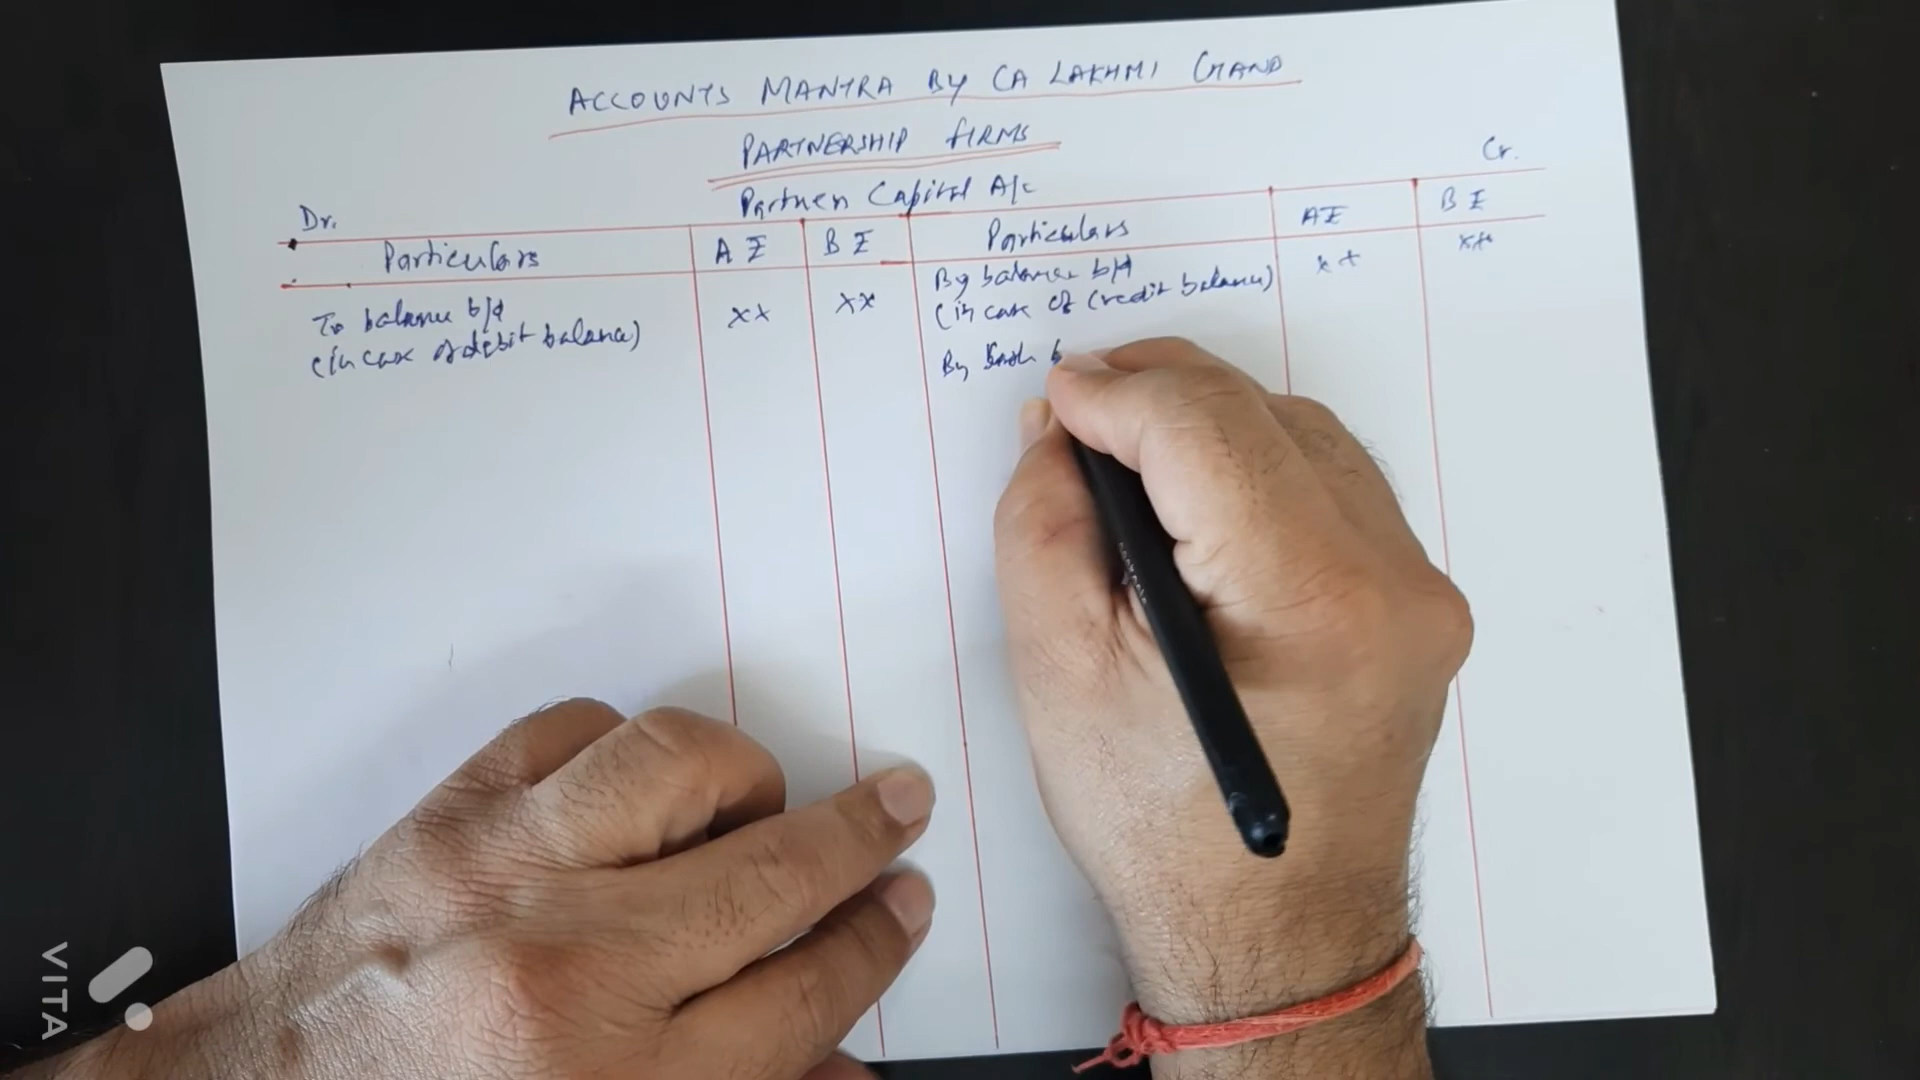 ACCOUNTS MANTRA BY CA LAKHMI CHAND
PARTNERSHIP FIRMS
Partners Capital A/c
Dr.
Cr.
Particulars A ₹ B ₹ Particulars A ₹ B ₹
To balance b/d xx xx
(in case of debit balance)
By balance b/d xx xx
(in case of Credit balance)
By b
VITA